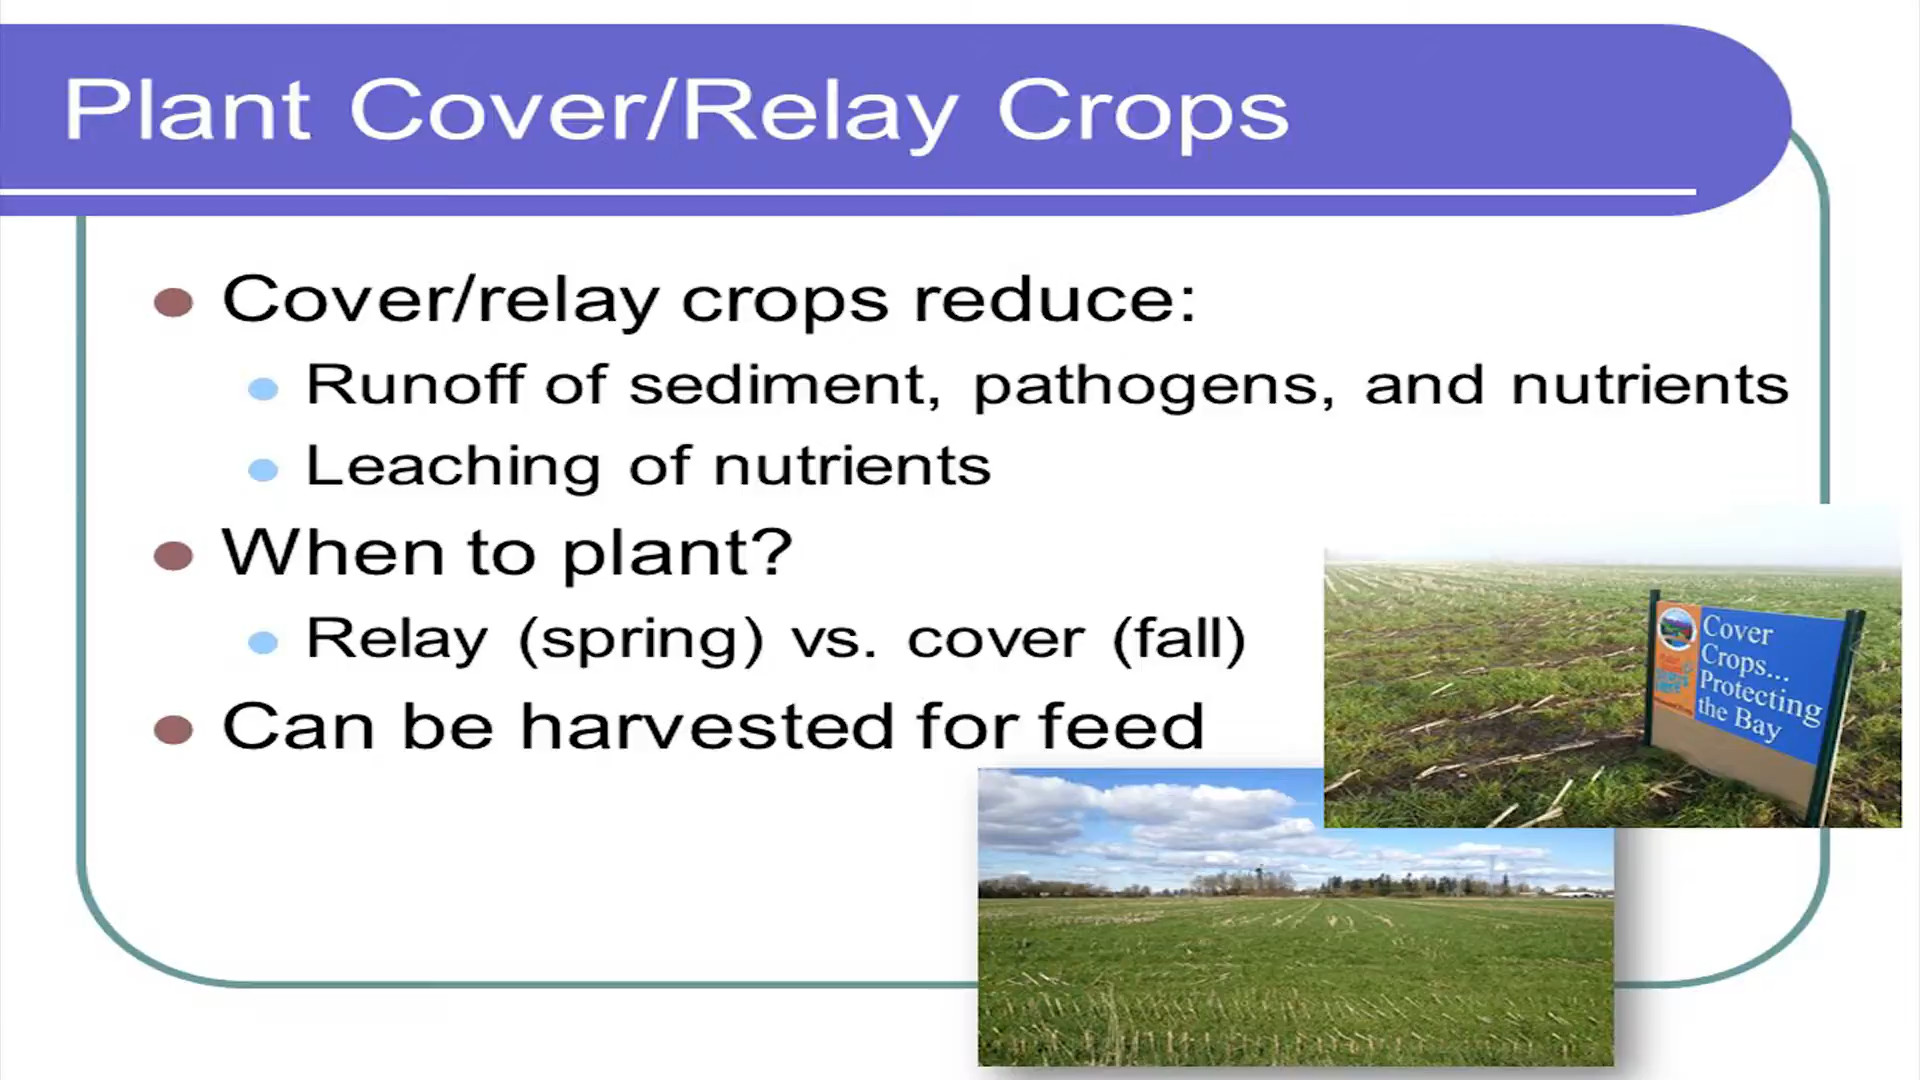 Plant Cover/Relay Crops
Cover/relay crops reduce:
Runoff of sediment, pathogens, and nutrients
Leaching of nutrients
When to plant?
Relay (spring) vs. cover (fall)
Can be harvested for feed
Cover
Crops...
Protecting
the Bay